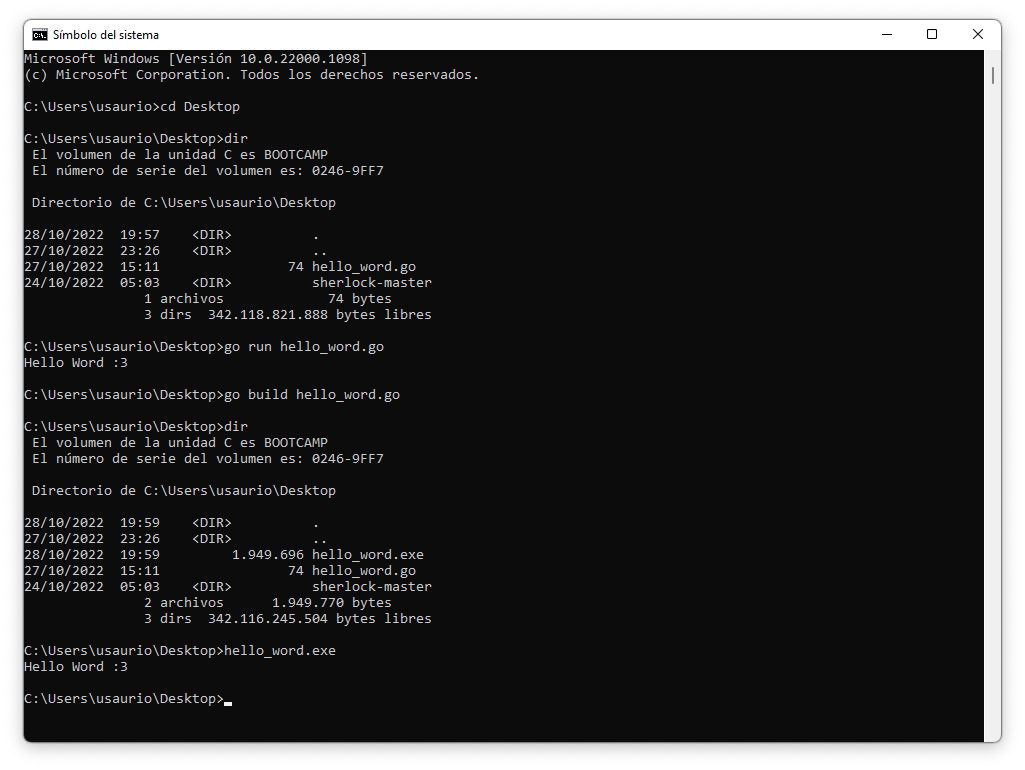 Símbolo del sistema
Microsoft Windows [Versión 10.0.22000.1098]
(c) Microsoft Corporation. Todos los derechos reservados.
C:\Users\usaurio>cd Desktop
C:\Users\usaurio\Desktop>dir
El volumen de la unidad C es BOOTCAMP
El número de serie del volumen es: 0246-9FF7
Directorio de C:\Users\usaurio\Desktop
28/10/2022  19:57    <DIR>          .
27/10/2022  23:26    <DIR>          ..
27/10/2022  15:11                74 hello_word.go
24/10/2022  05:03    <DIR>          sherlock-master
1 archivos             74 bytes
3 dirs  342.118.821.888 bytes libres
C:\Users\usaurio\Desktop>go run hello_word.go
Hello Word :3
C:\Users\usaurio\Desktop>go build hello_word.go
C:\Users\usaurio\Desktop>dir
El volumen de la unidad C es BOOTCAMP
El número de serie del volumen es: 0246-9FF7
Directorio de C:\Users\usaurio\Desktop
28/10/2022  19:59    <DIR>          .
27/10/2022  23:26    <DIR>          ..
28/10/2022  19:59         1.949.696 hello_word.exe
27/10/2022  15:11                74 hello_word.go
24/10/2022  05:03    <DIR>          sherlock-master
2 archivos      1.949.770 bytes
3 dirs  342.116.245.504 bytes libres
C:\Users\usaurio\Desktop>hello_word.exe
Hello Word :3
C:\Users\usaurio\Desktop>